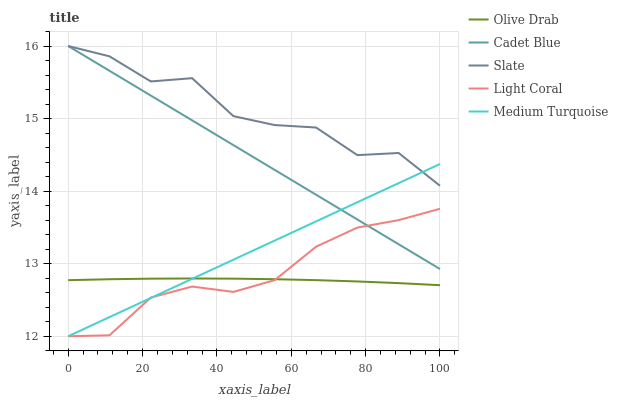 title
Olive Drab
Cadet Blue
Slate
Light Coral
Medium Turquoise
yaxis_label
16
15
14
13
12
0 20 40 60 80 100
xaxis_label